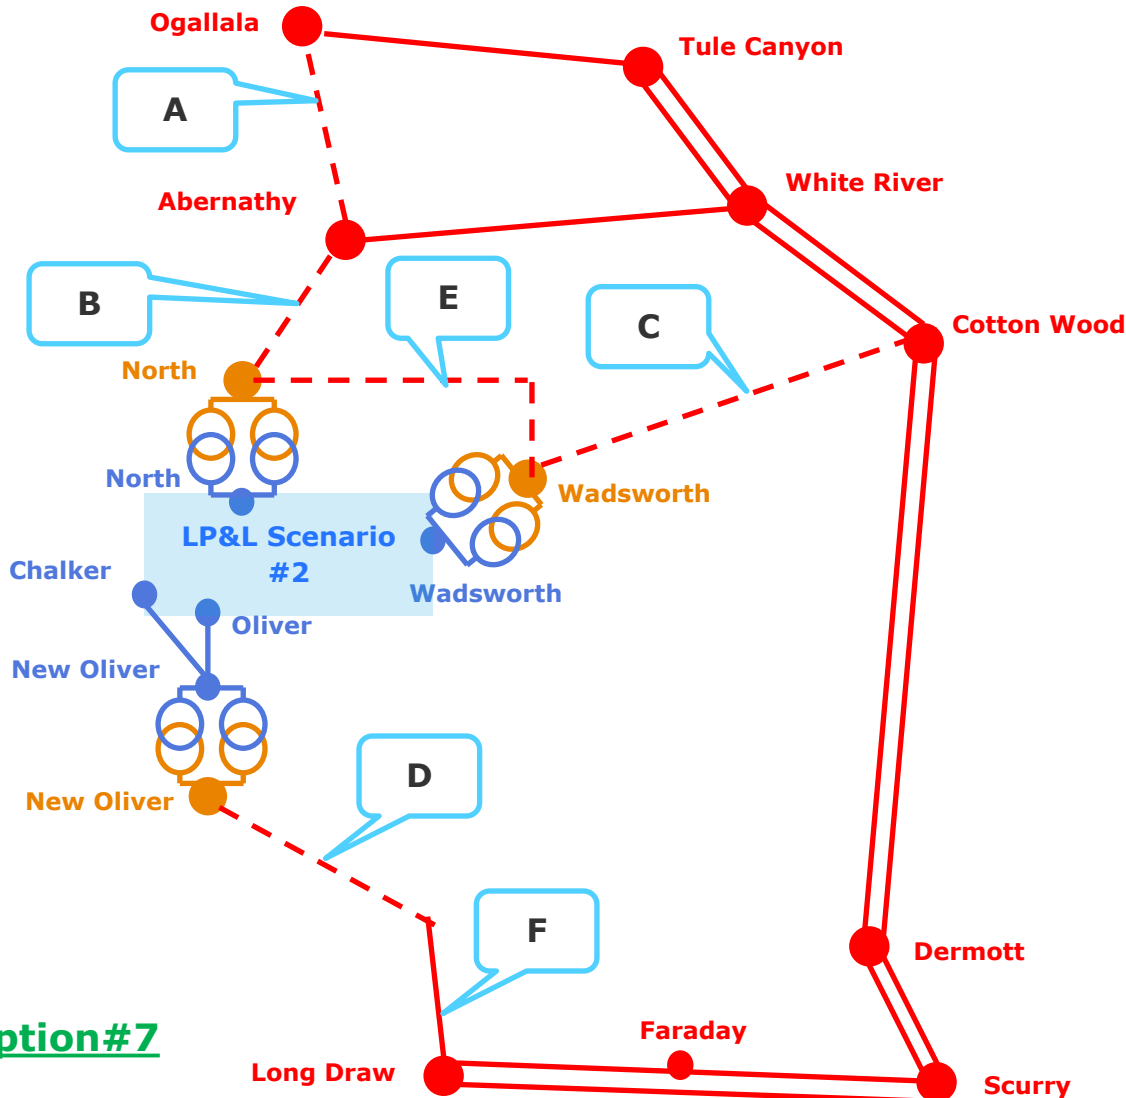 Ogallala
Tule Canyon
A
White River
Abernathy
B
E
C
Cotton Wood
North
North
Wadsworth
LP&L Scenario
#2
Chalker
Wadsworth
Oliver
New Oliver
D
New Oliver
F
Dermott
Faraday
ption#7
Long Draw
Scurry